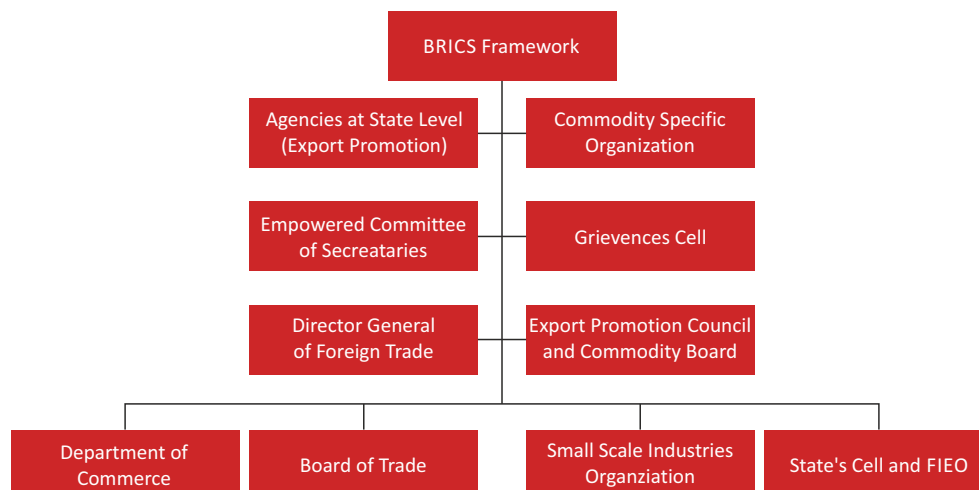 BRICS Framework
Agencies at State Level
(Export Promotion)
Commodity Specific
Organization
Empowered Committee
of Secreataries
Grievences Cell
Director General
of Foreign Trade
Export Promotion Council
and Commodity Board
Department of
Commerce
Board of Trade
Small Scale Industries
Organziation
State's Cell and FIEO